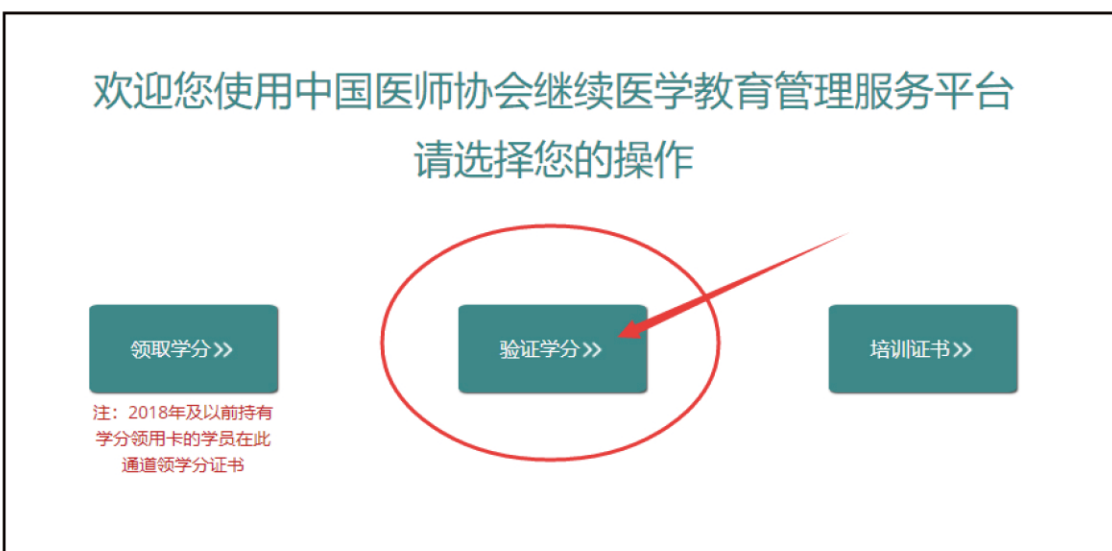 欢迎您使用中国医师协会继续医学教育管理服务平台
请选择您的操作
领取学分>>
验证学分>>
培训证书>>
注：2018年及以前持有
学分领用卡的学员在此
通道领学分证书